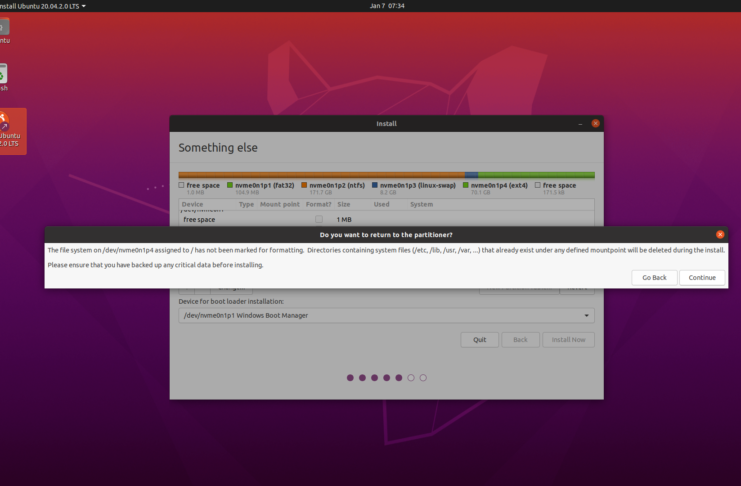 nstall Ubuntu 20.04.2.0 LTS
Jan 7 07:34
ntu
sh
Ubuntu
2.0 LTS
Install
Something else
free space
1.0 MB
nvme0n1p1 (fat32)
104.9 MB
nvme0n1p2 (ntfs)
171.7 GB
nvme0n1p3 (linux-swap)
8.2 GB
nvme0n1p4 (ext4)
70.1 GB
free space
171.5 kB
Device Type Mount point Format? Size Used System
free space 1 MB
Do you want to return to the partitioner?
The file system on /dev/nvme0n1p4 assigned to / has not been marked for formatting. Directories containing system files (/etc, /lib, /usr, /var, ...) that already exist under any defined mountpoint will be deleted during the install.
Please ensure that you have backed up any critical data before installing.
Go Back Continue
Device for boot loader installation:
/dev/nvme0n1p1 Windows Boot Manager
Quit Back Install Now